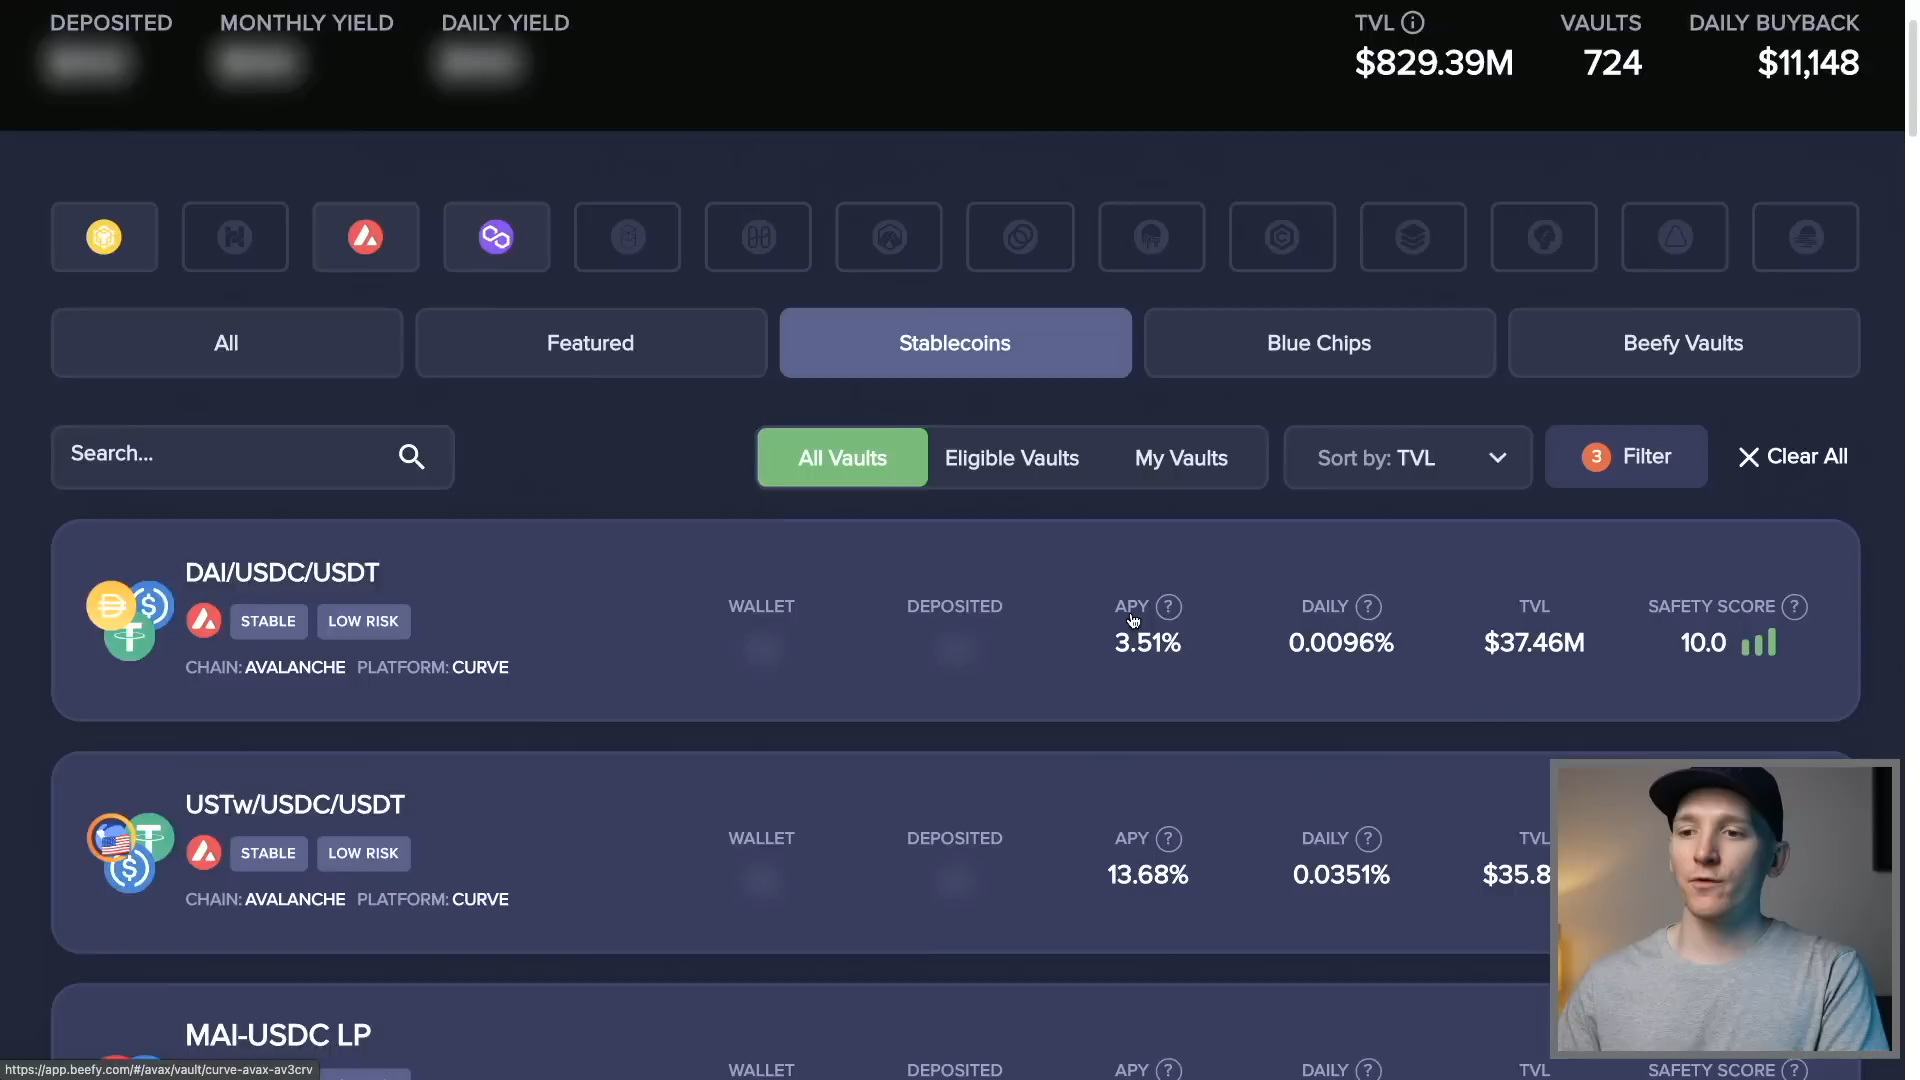 DEPOSITED MONTHLY YIELD DAILY YIELD TVL VAULTS DAILY BUYBACK
$829.39M 724 $11,148
All Featured Stablecoins Blue Chips Beefy Vaults
Search... All Vaults Eligible Vaults My Vaults Sort by: TVL 3 Filter Clear All
DAI/USDC/USDT
STABLE LOW RISK
CHAIN: AVALANCHE PLATFORM: CURVE
WALLET DEPOSITED APY ? DAILY ? TVL SAFETY SCORE ?
3.51% 0.0096% $37.46M 10.0
USTw/USDC/USDT
STABLE LOW RISK
CHAIN: AVALANCHE PLATFORM: CURVE
WALLET DEPOSITED APY ? DAILY ? TVL
13.68% 0.0351% $35.8
MAI-USDC LP
WALLET DEPOSITED APY ? DAILY ? TVL SAFETY SCORE ?
https://app.beefy.com/#/avax/vault/curve-avax-av3crv